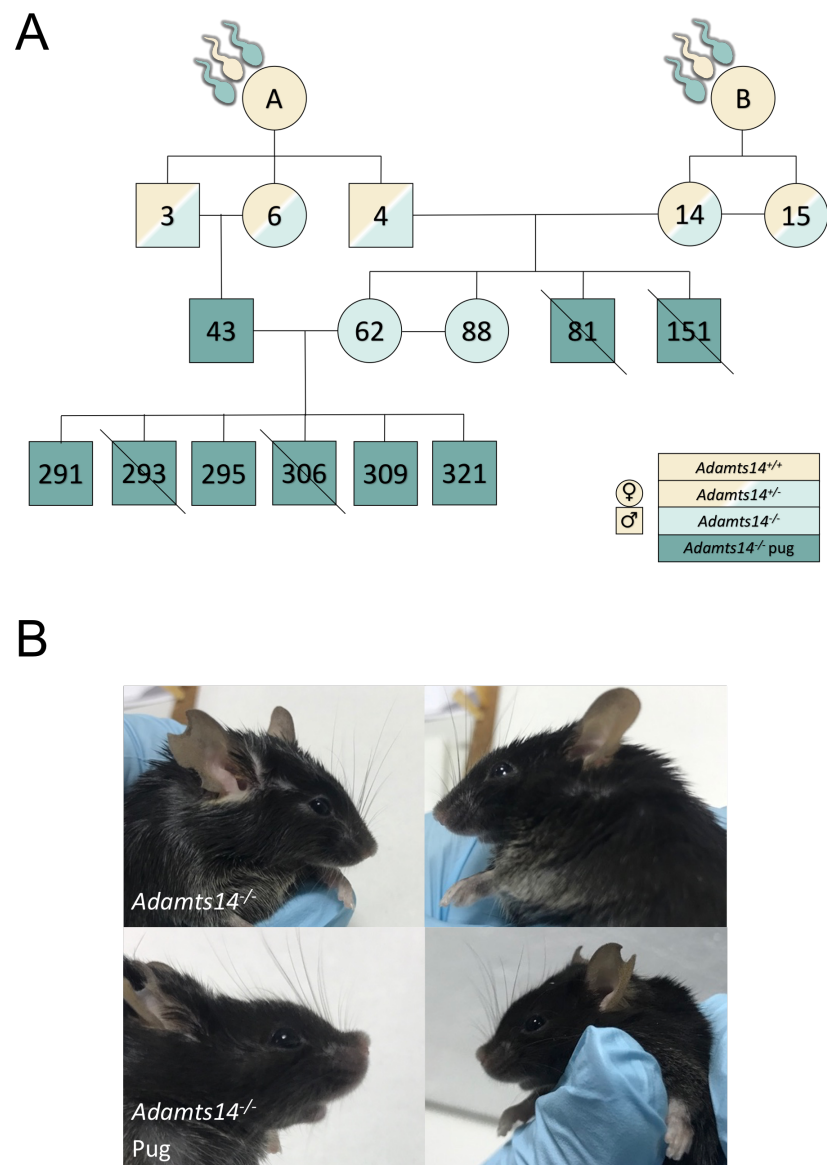 A
A
B
3
6
4
14
15
43
62
88
81
151
291
293
295
306
309
321
♀
♂
Adamts14+/+
Adamts14+/-
Adamts14-/-
Adamts14-/- pug
B
Adamts14-/-
Adamts14-/-
Pug